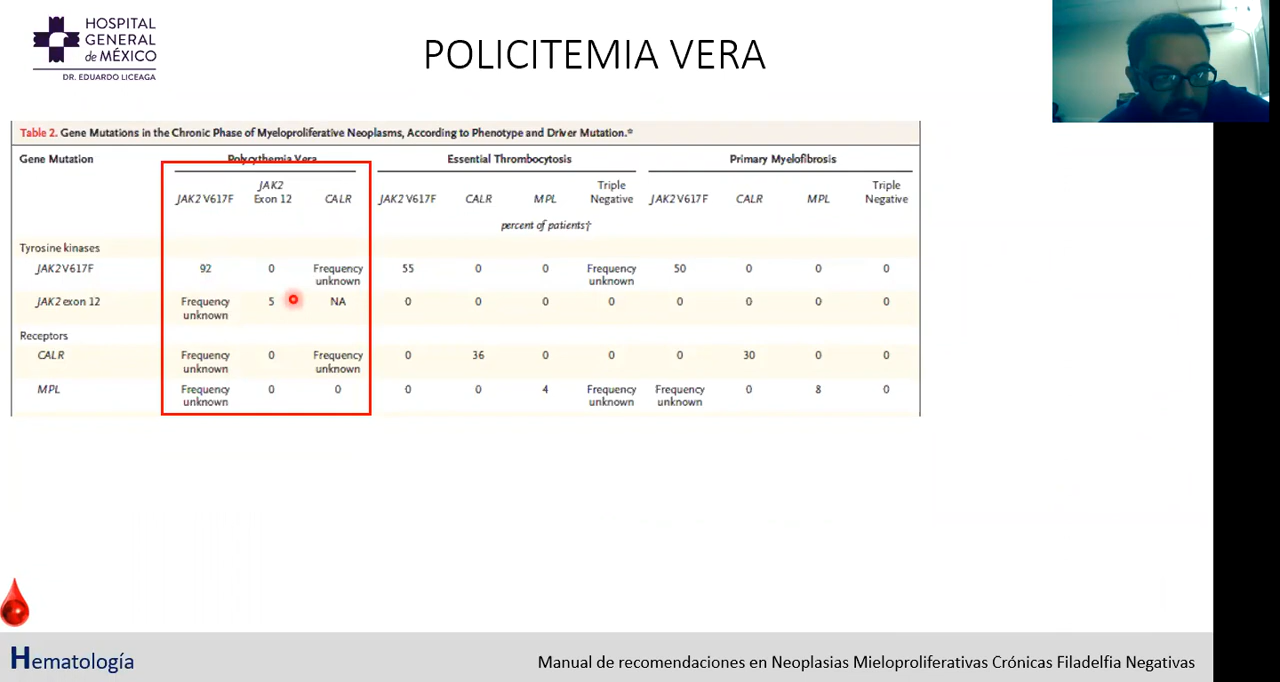 HOSPITAL
GENERAL
de MÉXICO
DR. EDUARDO LICEAGA
POLICITEMIA VERA
Table 2. Gene Mutations in the Chronic Phase of Myeloproliferative Neoplasms, According to Phenotype and Driver Mutation.*
Gene Mutation Polycythemia Vera Essential Thrombocytosis Primary Myelofibrosis
JAK2 V617F JAK2 Exon 12 CALR JAK2 V617F CALR MPL Triple Negative JAK2 V617F CALR MPL Triple Negative
percent of patients†
Tyrosine kinases
JAK2 V617F 92 0 Frequency unknown 55 0 0 Frequency unknown 50 0 0 0
JAK2 exon 12 Frequency unknown 5 NA 0 0 0 0 0 0 0 0
Receptors
CALR Frequency unknown 0 Frequency unknown 0 36 0 0 0 30 0 0
MPL Frequency unknown 0 0 0 0 4 Frequency unknown Frequency unknown 0 8 0
Hematología
Manual de recomendaciones en Neoplasias Mieloproliferativas Crónicas Filadelfia Negativas